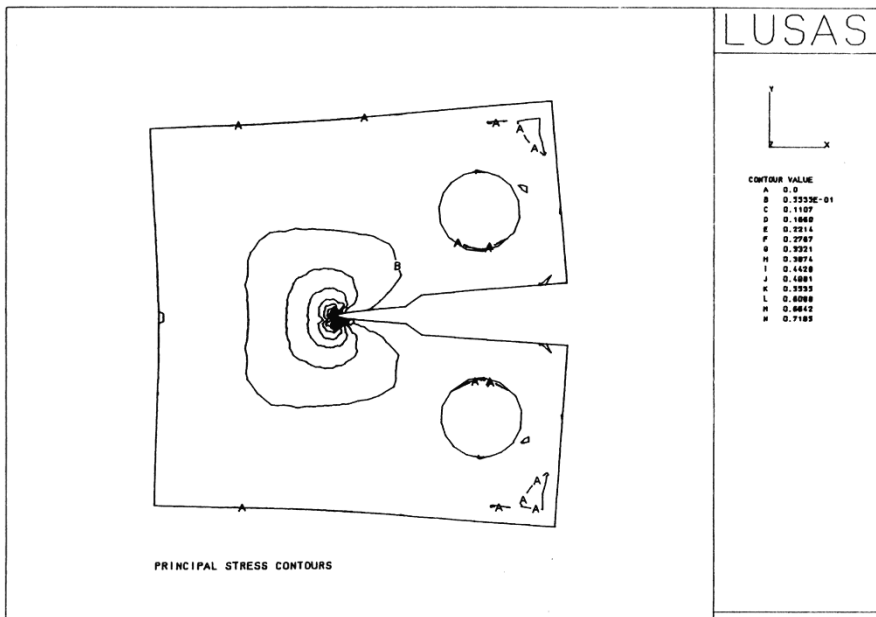 LUSAS
Y
Z X
CONTOUR VALUE
A 0.0
B 0.5535E-01
C 0.1107
D 0.1660
E 0.2214
F 0.2767
G 0.3321
H 0.3874
I 0.4428
J 0.4981
K 0.5535
L 0.6088
M 0.6642
N 0.7195
A A A A A
B
A A
A A
A A A A A
PRINCIPAL STRESS CONTOURS